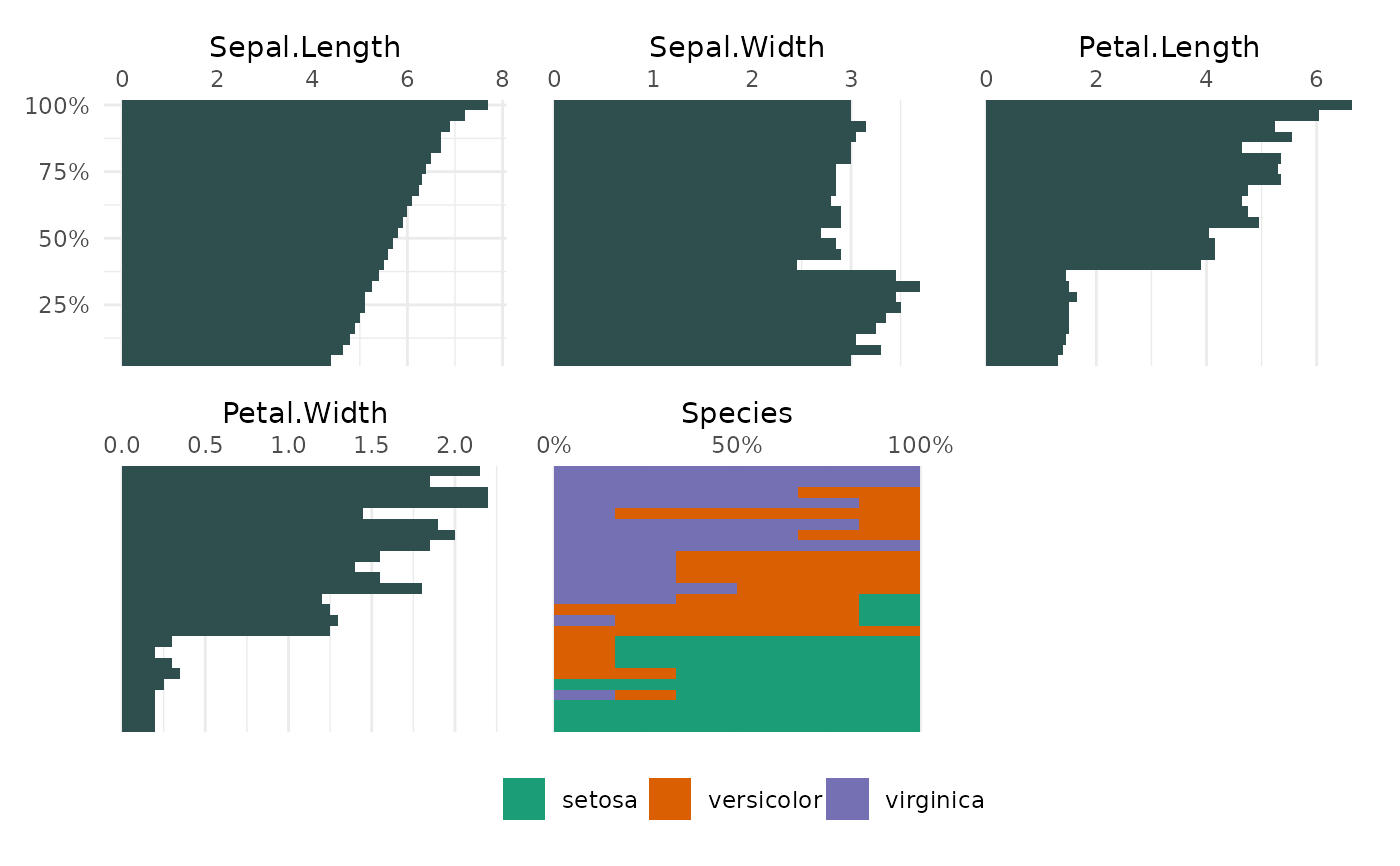 Sepal.Length Sepal.Width Petal.Length
0 2 4 6 8 0 1 2 3 0 2 4 6
100%
75%
50%
25%
Petal.Width Species
0.0 0.5 1.0 1.5 2.0 0% 50% 100%
setosa versicolor virginica